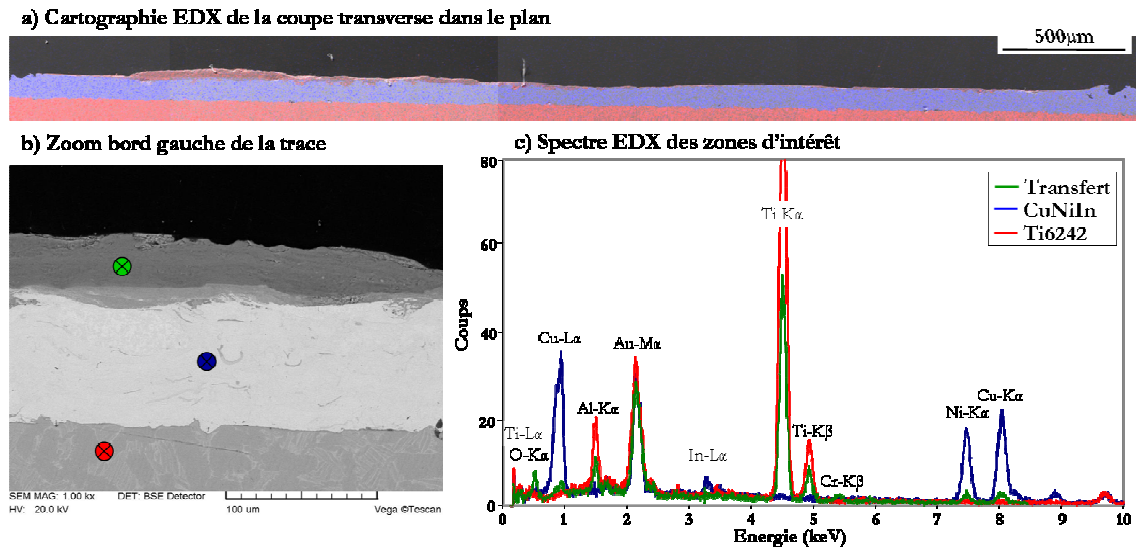 a) Cartographie EDX de la coupe transverse dans le plan
500µm
b) Zoom bord gauche de la trace
SEM MAG: 1.00 kx
DET: BSE Detector
HV: 20.0 kV
100 um
Vega ©Tescan
c) Spectre EDX des zones d'intérêt
80
60
40
20
0
Coups
Transfert
CuNiIn
Ti6242
Ti-Kα
Cu-Lα
Au-Mα
Al-Kα
Ti-Lα
O-Kα
In-Lα
Ti-Kβ
Cr-Kβ
Ni-Kα
Cu-Kα
0 1 2 3 4 5 6 7 8 9 10
Energie (keV)